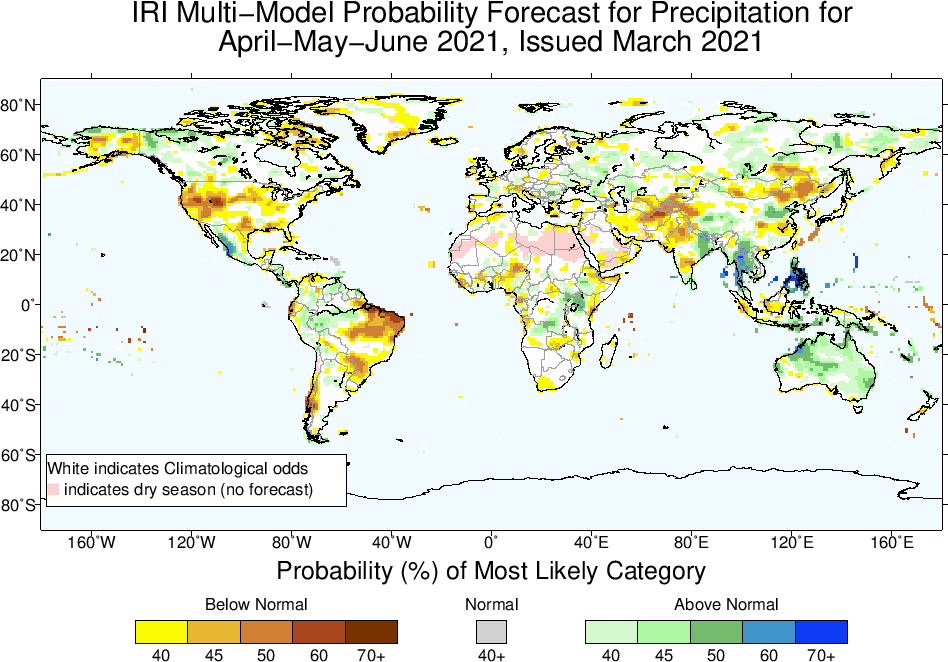 IRI Multi−Model Probability Forecast for Precipitation for
April−May−June 2021, Issued March 2021
80˚N
60˚N
40˚N
20˚N
0˚
20˚S
40˚S
60˚S
80˚S
White indicates Climatological odds
indicates dry season (no forecast)
160˚W 120˚W 80˚W 40˚W 0˚ 40˚E 80˚E 120˚E 160˚E
Probability (%) of Most Likely Category
Below Normal Normal Above Normal
40 45 50 60 70+ 40+ 40 45 50 60 70+